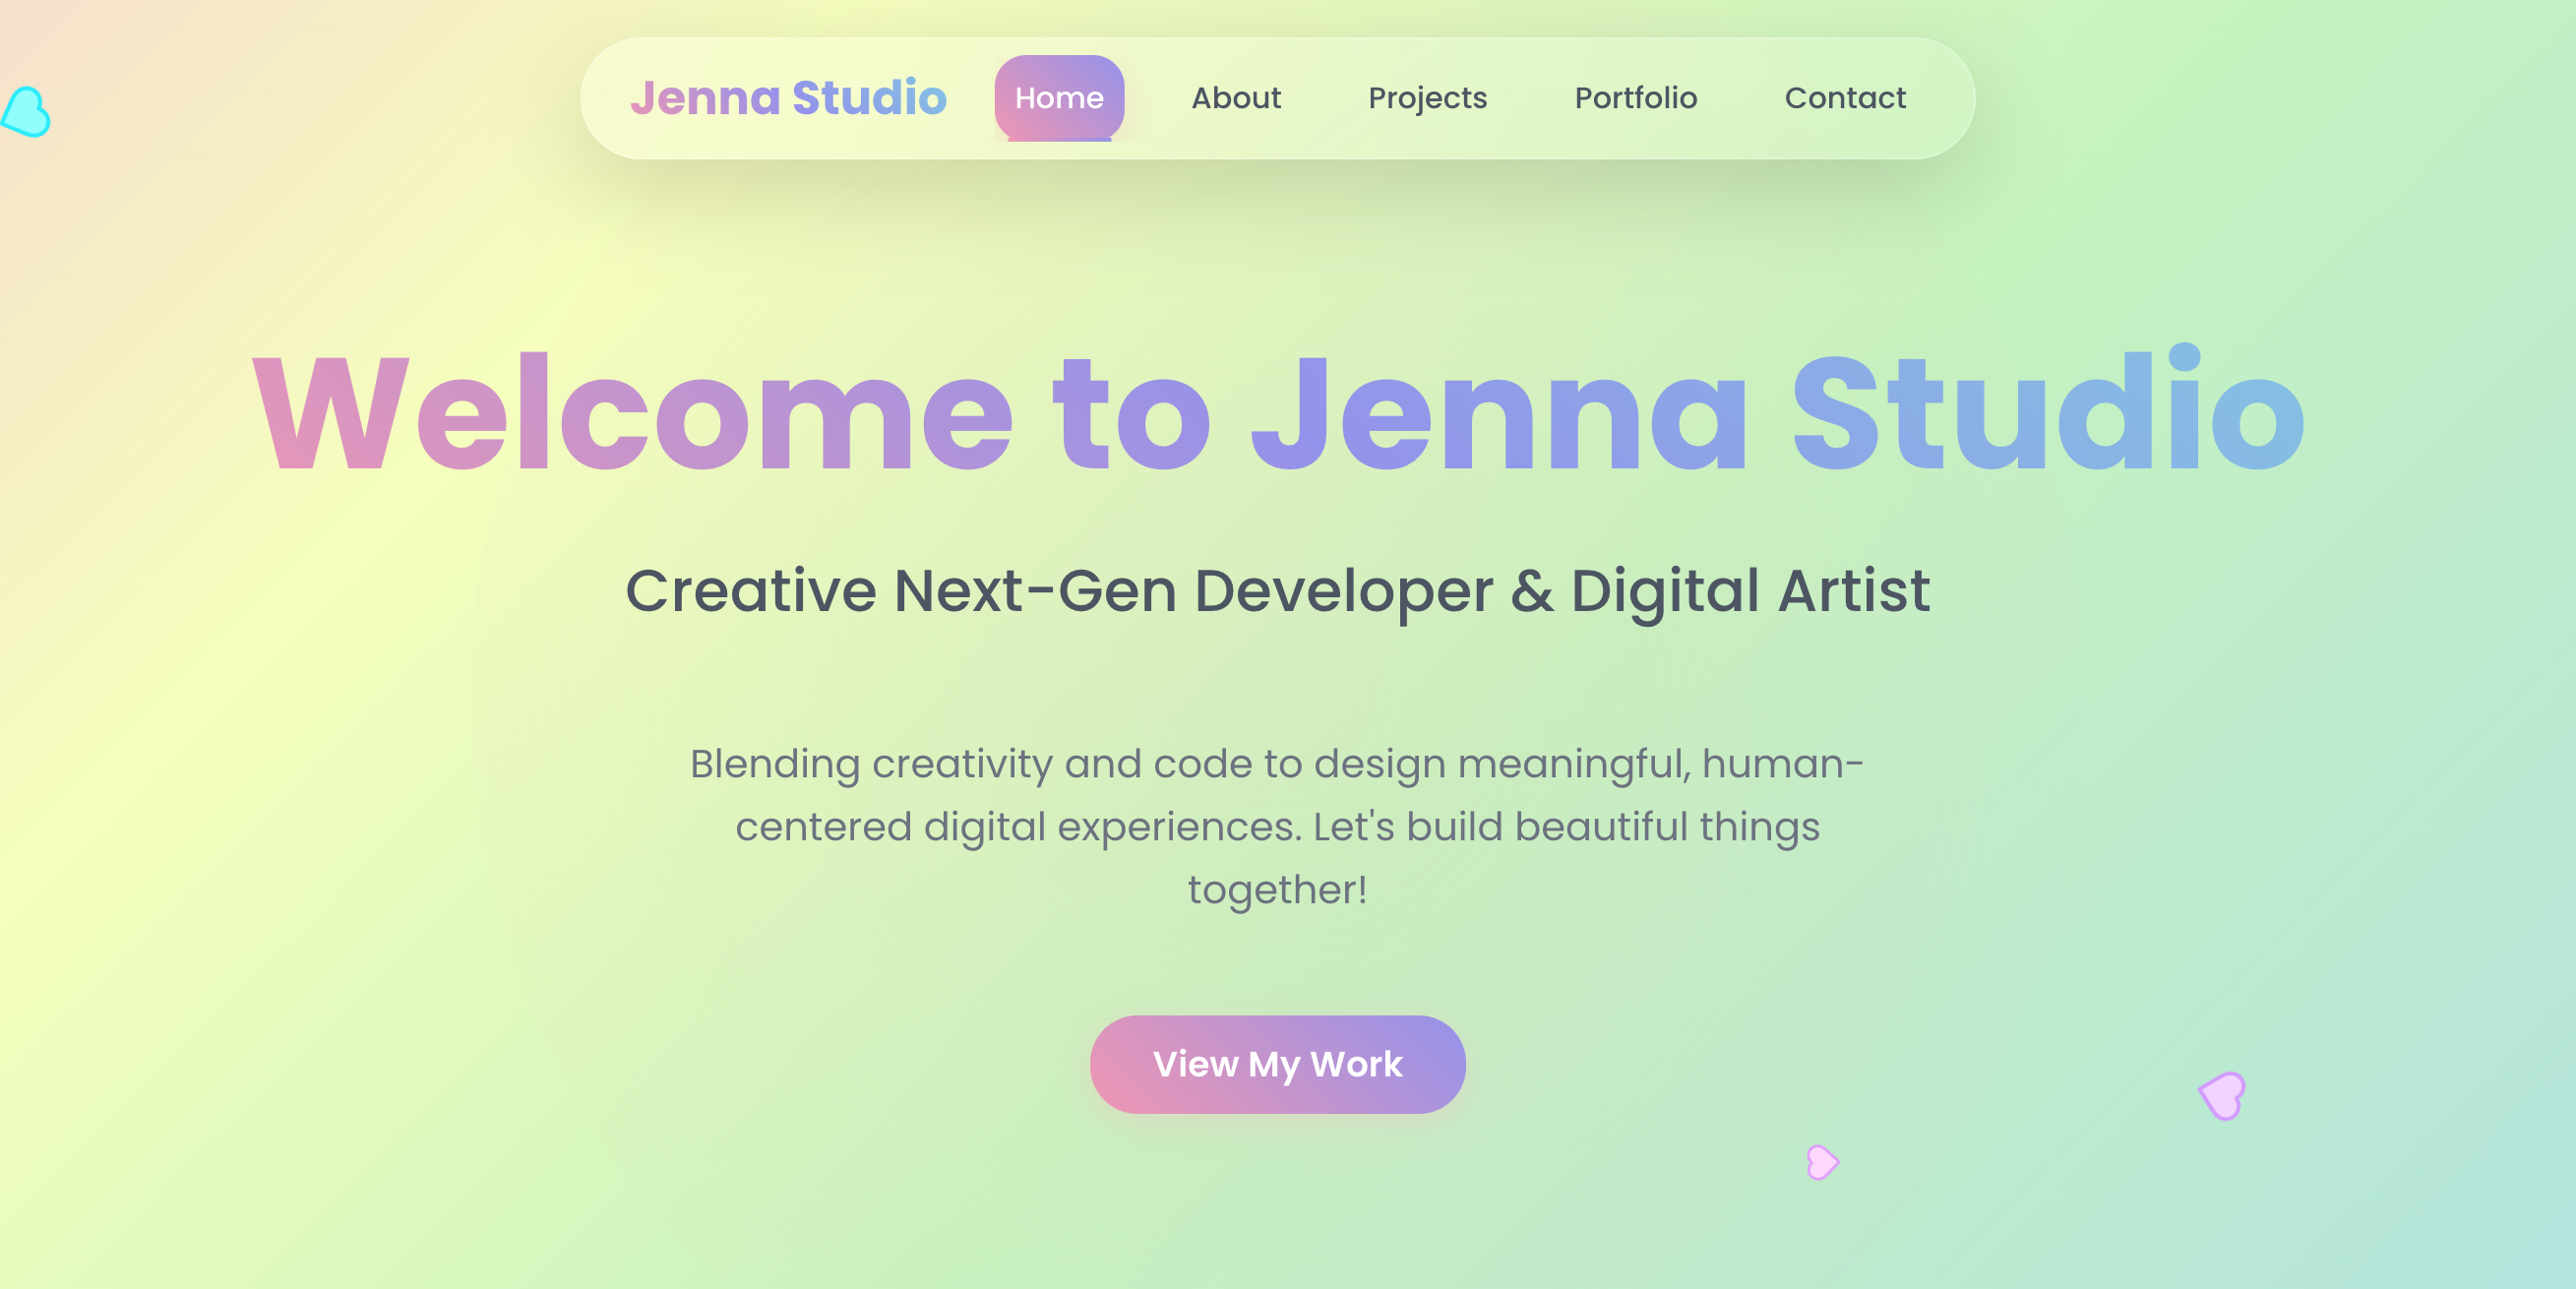 Jenna Studio Home About Projects Portfolio Contact
Welcome to Jenna Studio
Creative Next-Gen Developer & Digital Artist
Blending creativity and code to design meaningful, human-
centered digital experiences. Let's build beautiful things
together!
View My Work